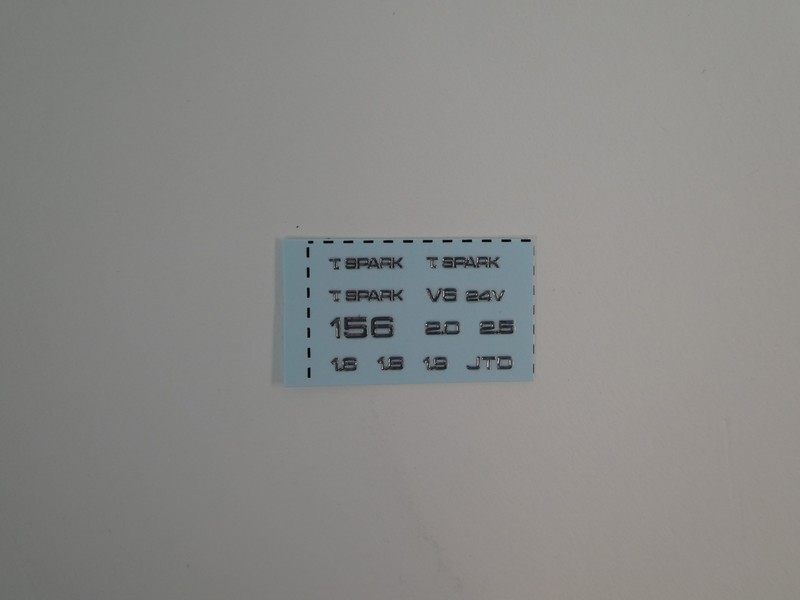 T. SPARK T. SPARK
T. SPARK V6 24V
156 2.0 2.5
1.6 1.8 1.9 JTD